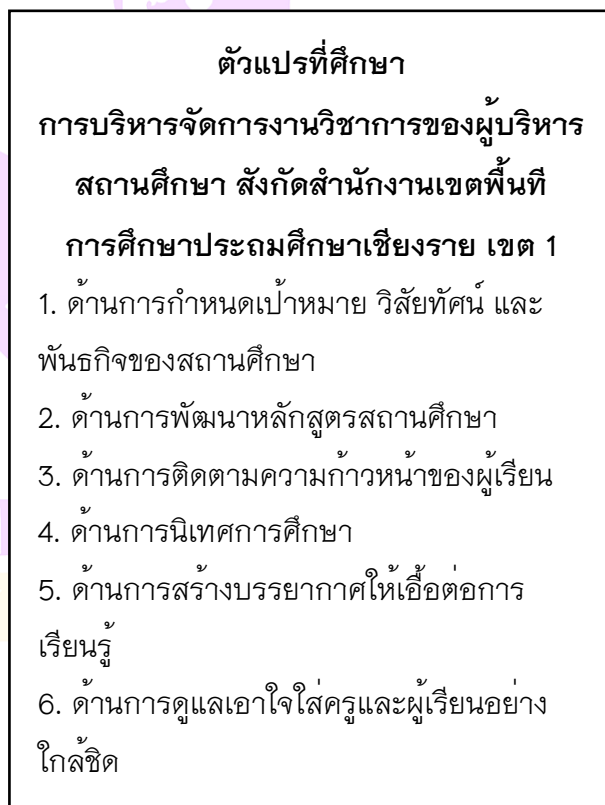 ตัวแปรที่ศึกษา
การบริหารจัดการงานวิชาการของผู้บริหาร
สถานศึกษา สังกัดสำนักงานเขตพื้นที
การศึกษาประถมศึกษาเชียงราย เขต 1
1. ด้านการกำหนดเป้าหมาย วิสัยทัศน์ และ
พันธกิจของสถานศึกษา
2. ด้านการพัฒนาหลักสูตรสถานศึกษา
3. ด้านการติดตามความก้าวหน้าของผู้เรียน
4. ด้านการนิเทศการศึกษา
5. ด้านการสร้างบรรยากาศให้เอื้อต่อการ
เรียนรู้
6. ด้านการดูแลเอาใจใส่ครูและผู้เรียนอย่าง
ใกล้ชิด